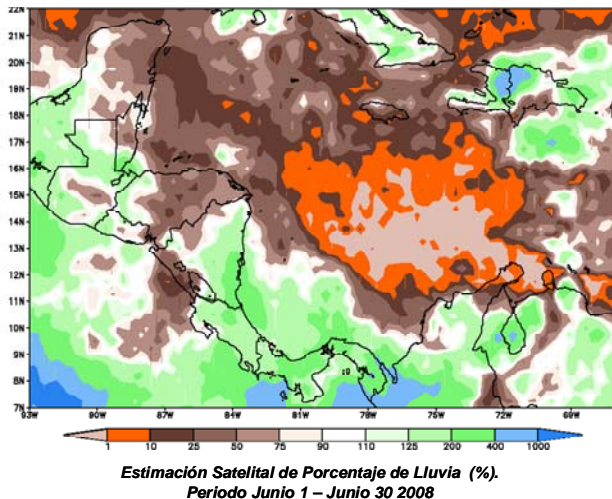 22N
21N
20N
19N
18N
17N
16N
15N
14N
13N
12N
11N
10N
9N
8N
7N
93W 90W 87W 84W 81W 78W 75W 72W 69W
1 10 25 50 75 90 110 125 200 400 1000
Estimación Satelital de Porcentaje de Lluvia (%).
Periodo Junio 1 – Junio 30 2008